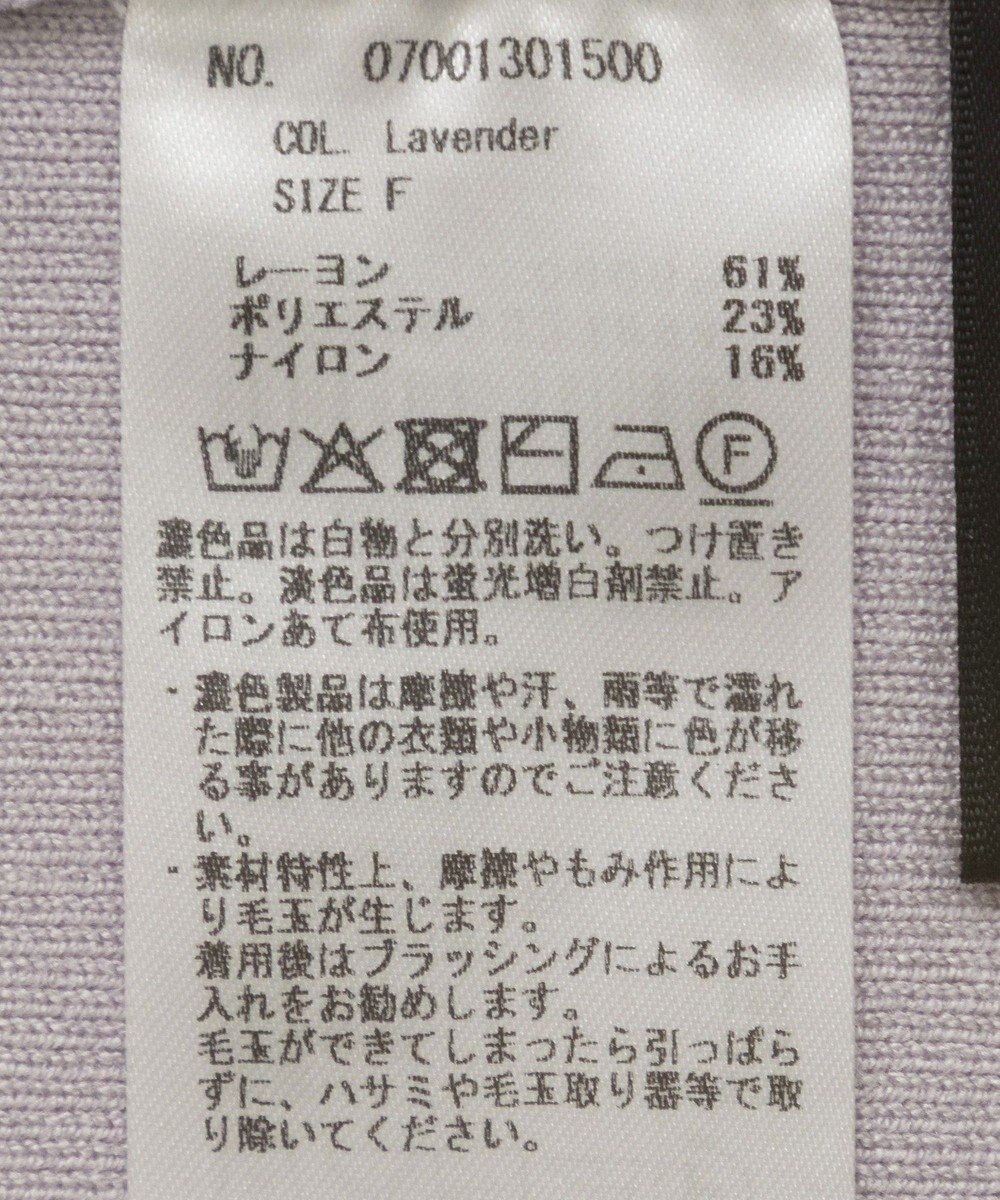 NO. 07001301500
COL. Lavender
SIZE F
レーヨン 61%
ポリエステル 23%
ナイロン 16%
F
濃色品は白物と分別洗い。つけ置き
禁止。淡色品は蛍光増白剤禁止。ア
イロンあて布使用。
・濃色製品は摩擦や汗、雨等で濡れ
た際に他の衣類や小物類に色が移
る事がありますのでご注意くださ
い。
・素材特性上、摩擦やもみ作用によ
り毛玉が生じます。
着用後はブラッシングによるお手
入れをお勧めします。
毛玉ができてしまったら引っぱら
ずに、ハサミや毛玉取り器等で取
り除いてください。